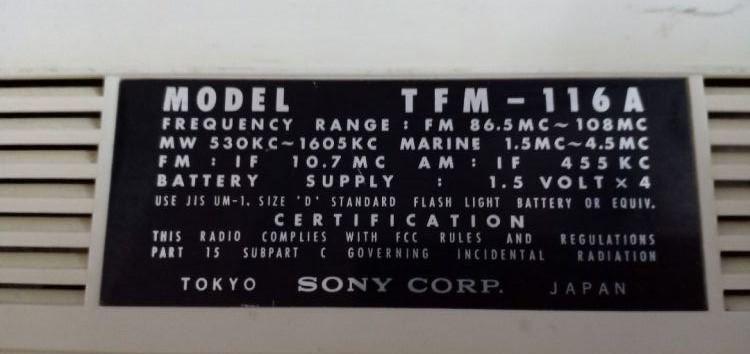 MODEL TFM-116A
FREQUENCY RANGE: FM 86.5MC~108MC
MW 530KC~1605KC MARINE 1.5MC~4.5MC
FM: IF 10.7MC AM: IF 455KC
BATTERY SUPPLY : 1.5 VOLT×4
USE JIS UM-1. SIZE 'D' STANDARD FLASH LIGHT BATTERY OR EQUIV.
CERTIFICATION
THIS RADIO COMPLIES WITH FCC RULES AND REGULATIONS
PART 15 SUBPART C GOVERNING INCIDENTAL RADIATION
TOKYO SONY CORP. JAPAN